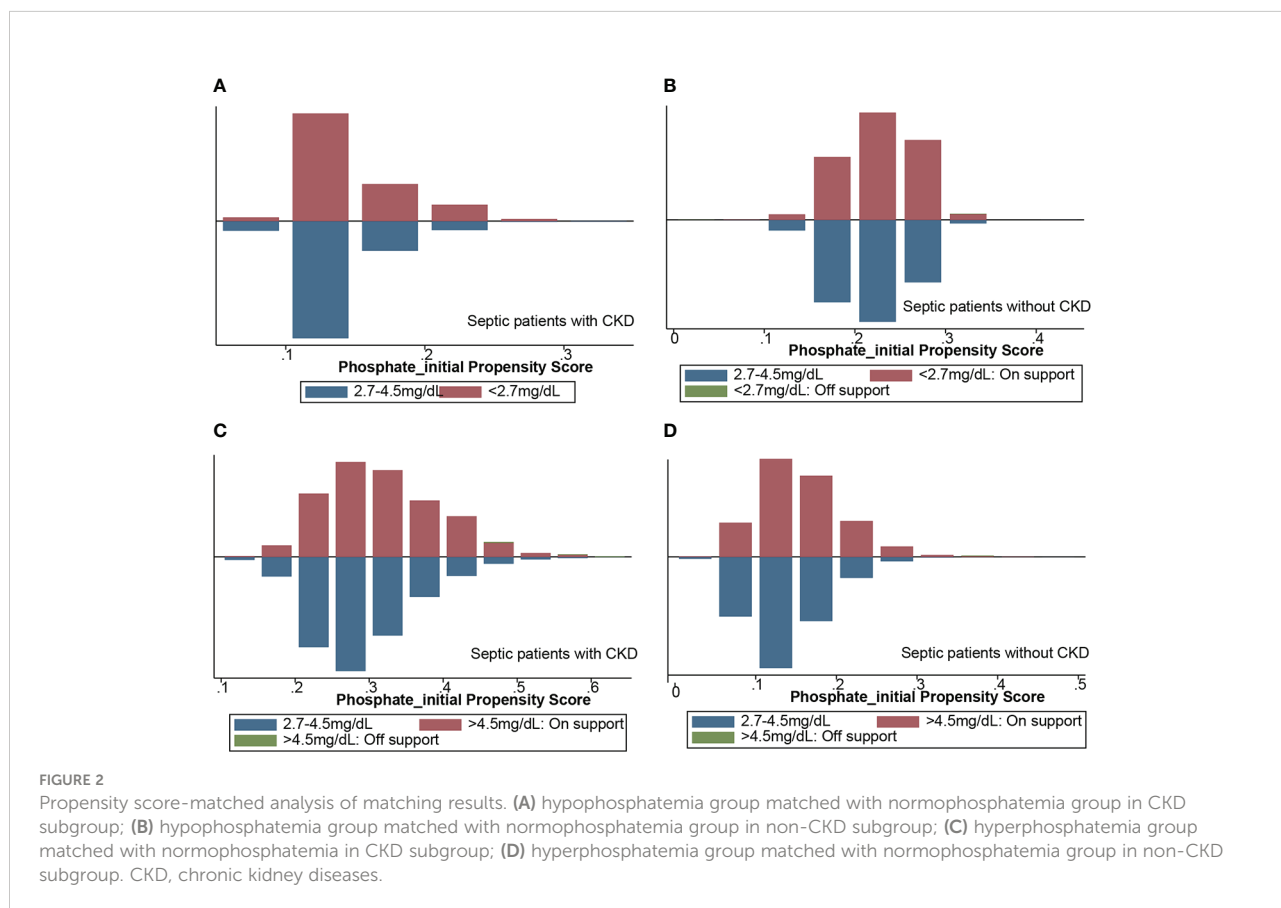 A
Septic patients with CKD
.1 .2 .3
Phosphate_initial Propensity Score
2.7-4.5mg/dL <2.7mg/dL
B
Septic patients without CKD
0 .1 .2 .3 .4
Phosphate_initial Propensity Score
2.7-4.5mg/dL <2.7mg/dL: On support
<2.7mg/dL: Off support
C
Septic patients with CKD
.1 .2 .3 .4 .5 .6
Phosphate_initial Propensity Score
2.7-4.5mg/dL >4.5mg/dL: On support
>4.5mg/dL: Off support
D
Septic patients without CKD
0 .1 .2 .3 .4 .5
Phosphate_initial Propensity Score
2.7-4.5mg/dL >4.5mg/dL: On support
>4.5mg/dL: Off support
FIGURE 2
Propensity score-matched analysis of matching results. (A) hypophosphatemia group matched with normophosphatemia group in CKD
subgroup; (B) hypophosphatemia group matched with normophosphatemia group in non-CKD subgroup; (C) hyperphosphatemia group
matched with normophosphatemia in CKD subgroup; (D) hyperphosphatemia group matched with normophosphatemia group in non-CKD
subgroup. CKD, chronic kidney diseases.